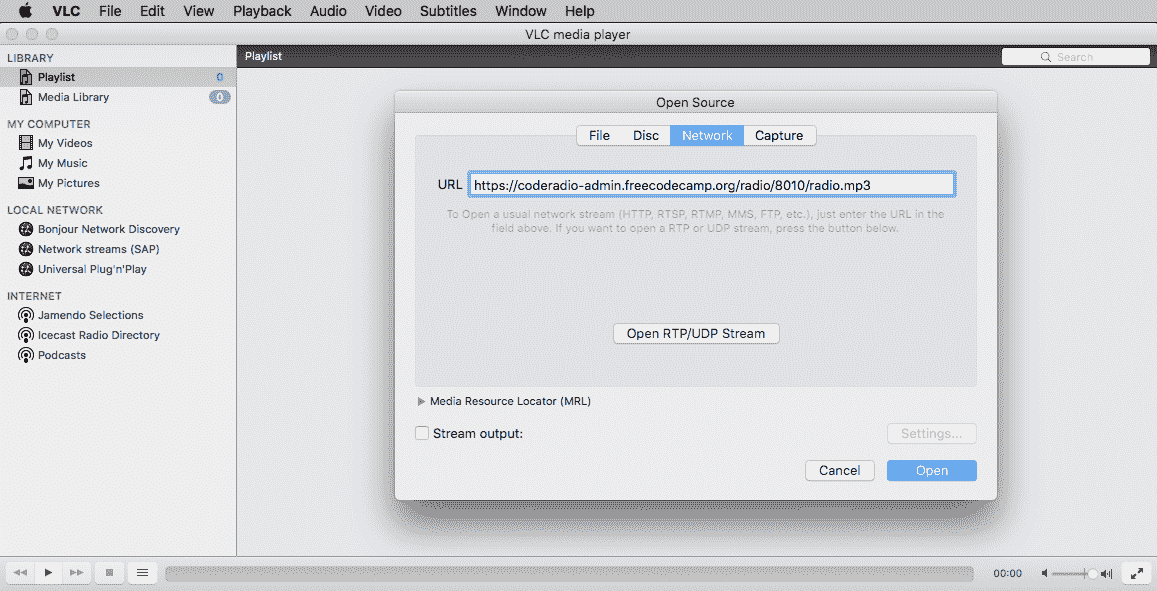 VLC File Edit View Playback Audio Video Subtitles Window Help
VLC media player
LIBRARY
Playlist 0
Media Library 0
MY COMPUTER
My Videos
My Music
My Pictures
LOCAL NETWORK
Bonjour Network Discovery
Network streams (SAP)
Universal Plug'n'Play
INTERNET
Jamendo Selections
Icecast Radio Directory
Podcasts
Playlist Search
Open Source
File Disc Network Capture
URL https://coderadio-admin.freecodecamp.org/radio/8010/radio.mp3
To Open a usual network stream (HTTP, RTSP, RTMP, MMS, FTP, etc.), just enter the URL in the
field above. If you want to open a RTP or UDP stream, press the button below.
Open RTP/UDP Stream
Media Resource Locator (MRL)
Stream output: Settings...
Cancel Open
00:00